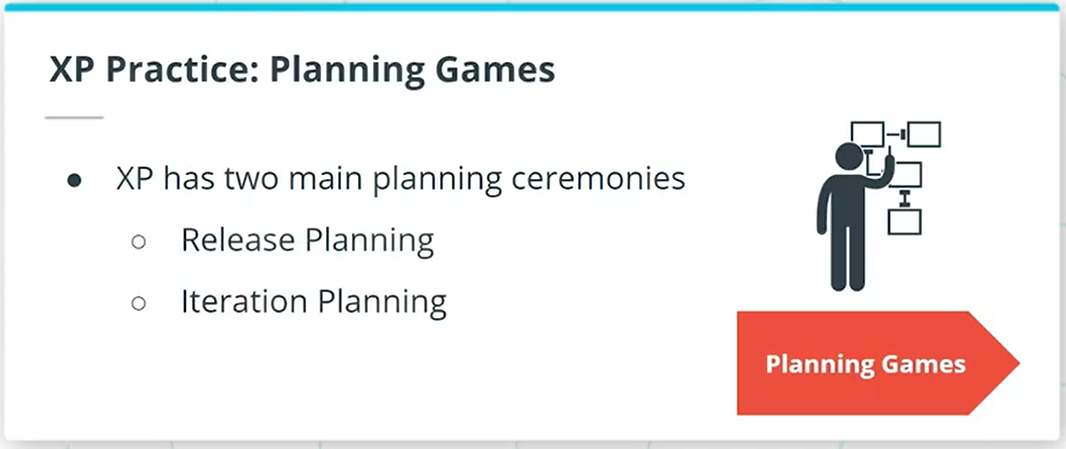 XP Practice: Planning Games
● XP has two main planning ceremonies
○ Release Planning
○ Iteration Planning
Planning Games